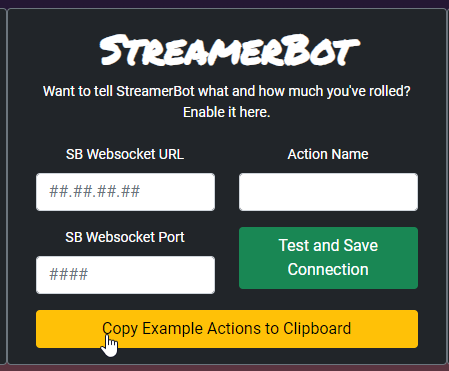 StreamerBot
Want to tell StreamerBot what and how much you've rolled?
Enable it here.
SB Websocket URL
Action Name
##.##.##.##
SB Websocket Port
Test and Save
Connection
####
Copy Example Actions to Clipboard